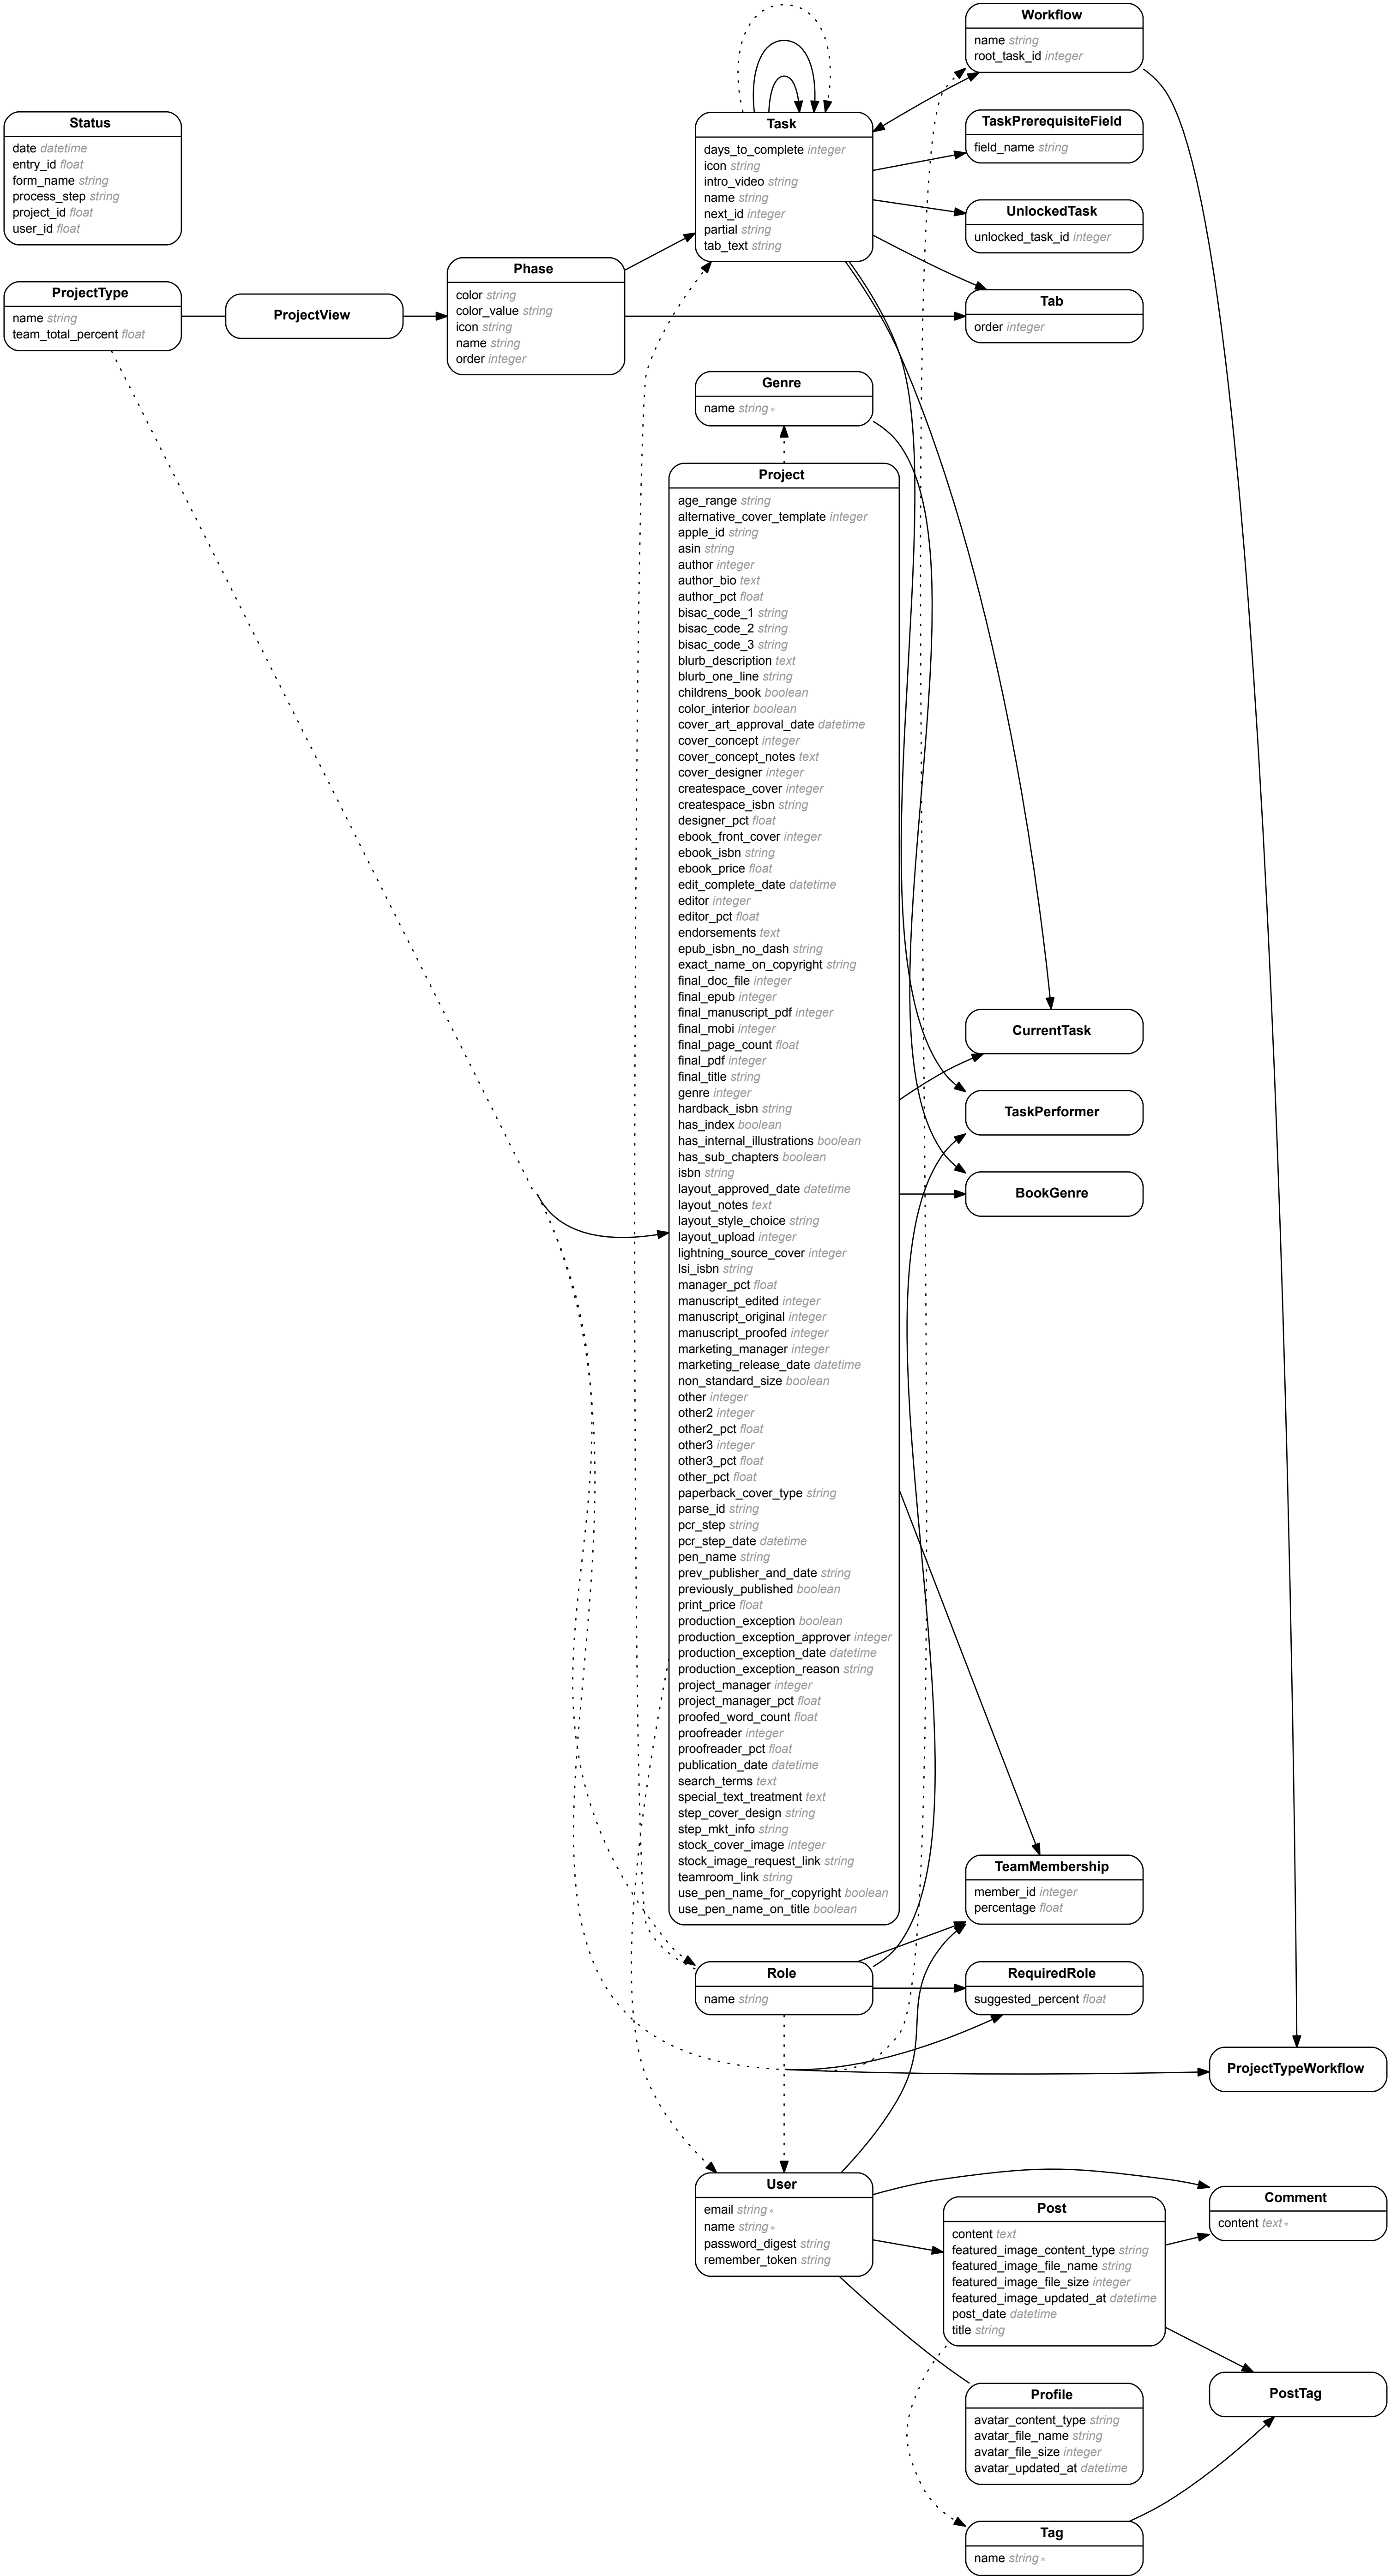 Workflow
name string
root_task_id integer
Status
date datetime
entry_id float
form_name string
process_step string
project_id float
user_id float
Task
days_to_complete integer
icon string
intro_video string
name string
next_id integer
partial string
tab_text string
TaskPrerequisiteField
field_name string
UnlockedTask
unlocked_task_id integer
ProjectType
name string
team_total_percent float
ProjectView
Phase
color string
color_value string
icon string
name string
order integer
Tab
order integer
Genre
name string *
Project
age_range string
alternative_cover_template integer
apple_id string
asin string
author integer
author_bio text
author_pct float
bisac_code_1 string
bisac_code_2 string
bisac_code_3 string
blurb_description text
blurb_one_line string
childrens_book boolean
color_interior boolean
cover_art_approval_date datetime
cover_concept integer
cover_concept_notes text
cover_designer integer
createspace_cover integer
createspace_isbn string
designer_pct float
ebook_front_cover integer
ebook_isbn string
ebook_price float
edit_complete_date datetime
editor integer
editor_pct float
endorsements text
epub_isbn_no_dash string
exact_name_on_copyright string
final_doc_file integer
final_epub integer
final_manuscript_pdf integer
final_mobi integer
final_page_count float
final_pdf integer
final_title string
genre integer
hardback_isbn string
has_index boolean
has_internal_illustrations boolean
has_sub_chapters boolean
isbn string
layout_approved_date datetime
layout_notes text
layout_style_choice string
layout_upload integer
lightning_source_cover integer
lsi_isbn string
manager_pct float
manuscript_edited integer
manuscript_original integer
manuscript_proofed integer
marketing_manager integer
marketing_release_date datetime
non_standard_size boolean
other integer
other2 integer
other2_pct float
other3 integer
other3_pct float
other_pct float
paperback_cover_type string
parse_id string
pcr_step string
pcr_step_date datetime
pen_name string
prev_publisher_and_date string
previously_published boolean
print_price float
production_exception boolean
production_exception_approver integer
production_exception_date datetime
production_exception_reason string
project_manager integer
project_manager_pct float
proofed_word_count float
proofreader integer
proofreader_pct float
publication_date datetime
search_terms text
special_text_treatment text
step_cover_design string
step_mkt_info string
stock_cover_image integer
stock_image_request_link string
teamroom_link string
use_pen_name_for_copyright boolean
use_pen_name_on_title boolean
CurrentTask
TaskPerformer
BookGenre
TeamMembership
member_id integer
percentage float
Role
name string
RequiredRole
suggested_percent float
ProjectTypeWorkflow
User
email string *
name string *
password_digest string
remember_token string
Post
content text
featured_image_content_type string
featured_image_file_name string
featured_image_file_size integer
featured_image_updated_at datetime
post_date datetime
title string
Comment
content text *
Profile
avatar_content_type string
avatar_file_name string
avatar_file_size integer
avatar_updated_at datetime
PostTag
Tag
name string *